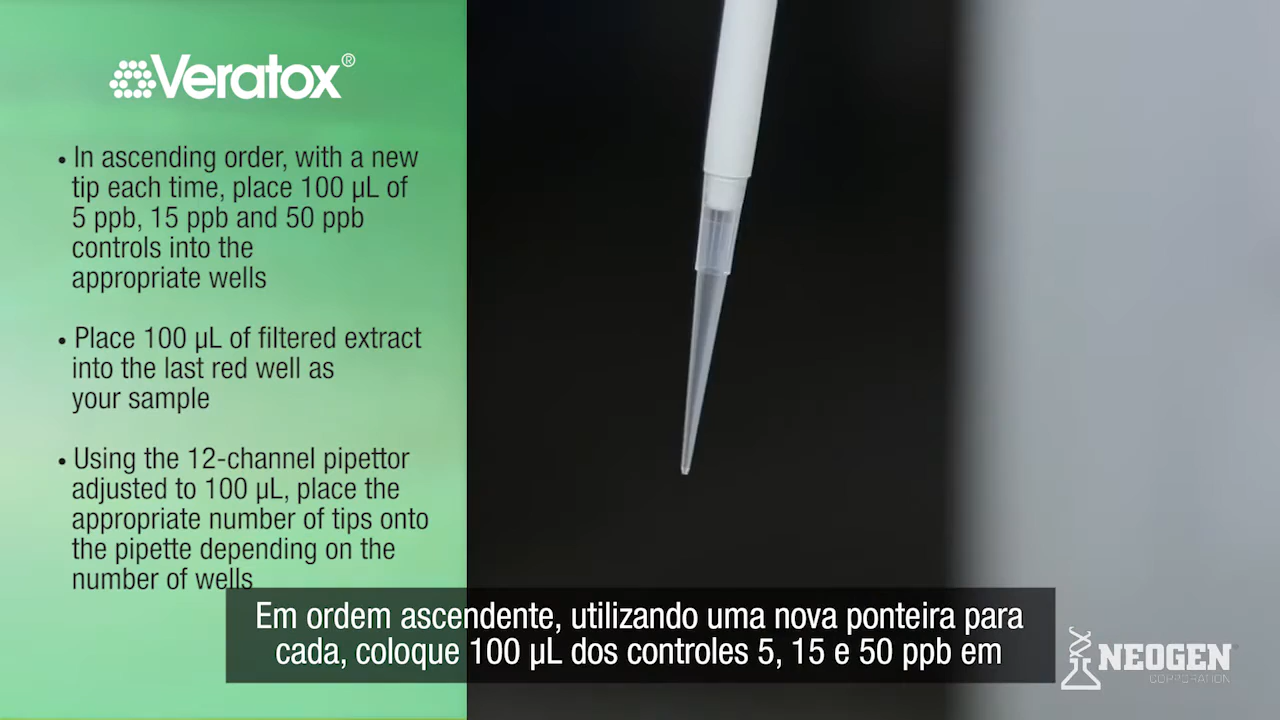 Veratox®
• In ascending order, with a new
tip each time, place 100 µL of
5 ppb, 15 ppb and 50 ppb
controls into the
appropriate wells
• Place 100 µL of filtered extract
into the last red well as
your sample
• Using the 12-channel pipettor
adjusted to 100 µL, place the
appropriate number of tips onto
the pipette depending on the
number of wells
Em ordem ascendente, utilizando uma nova ponteira para
cada, coloque 100 µL dos controles 5, 15 e 50 ppb em
NEOGEN®
CORPORATION